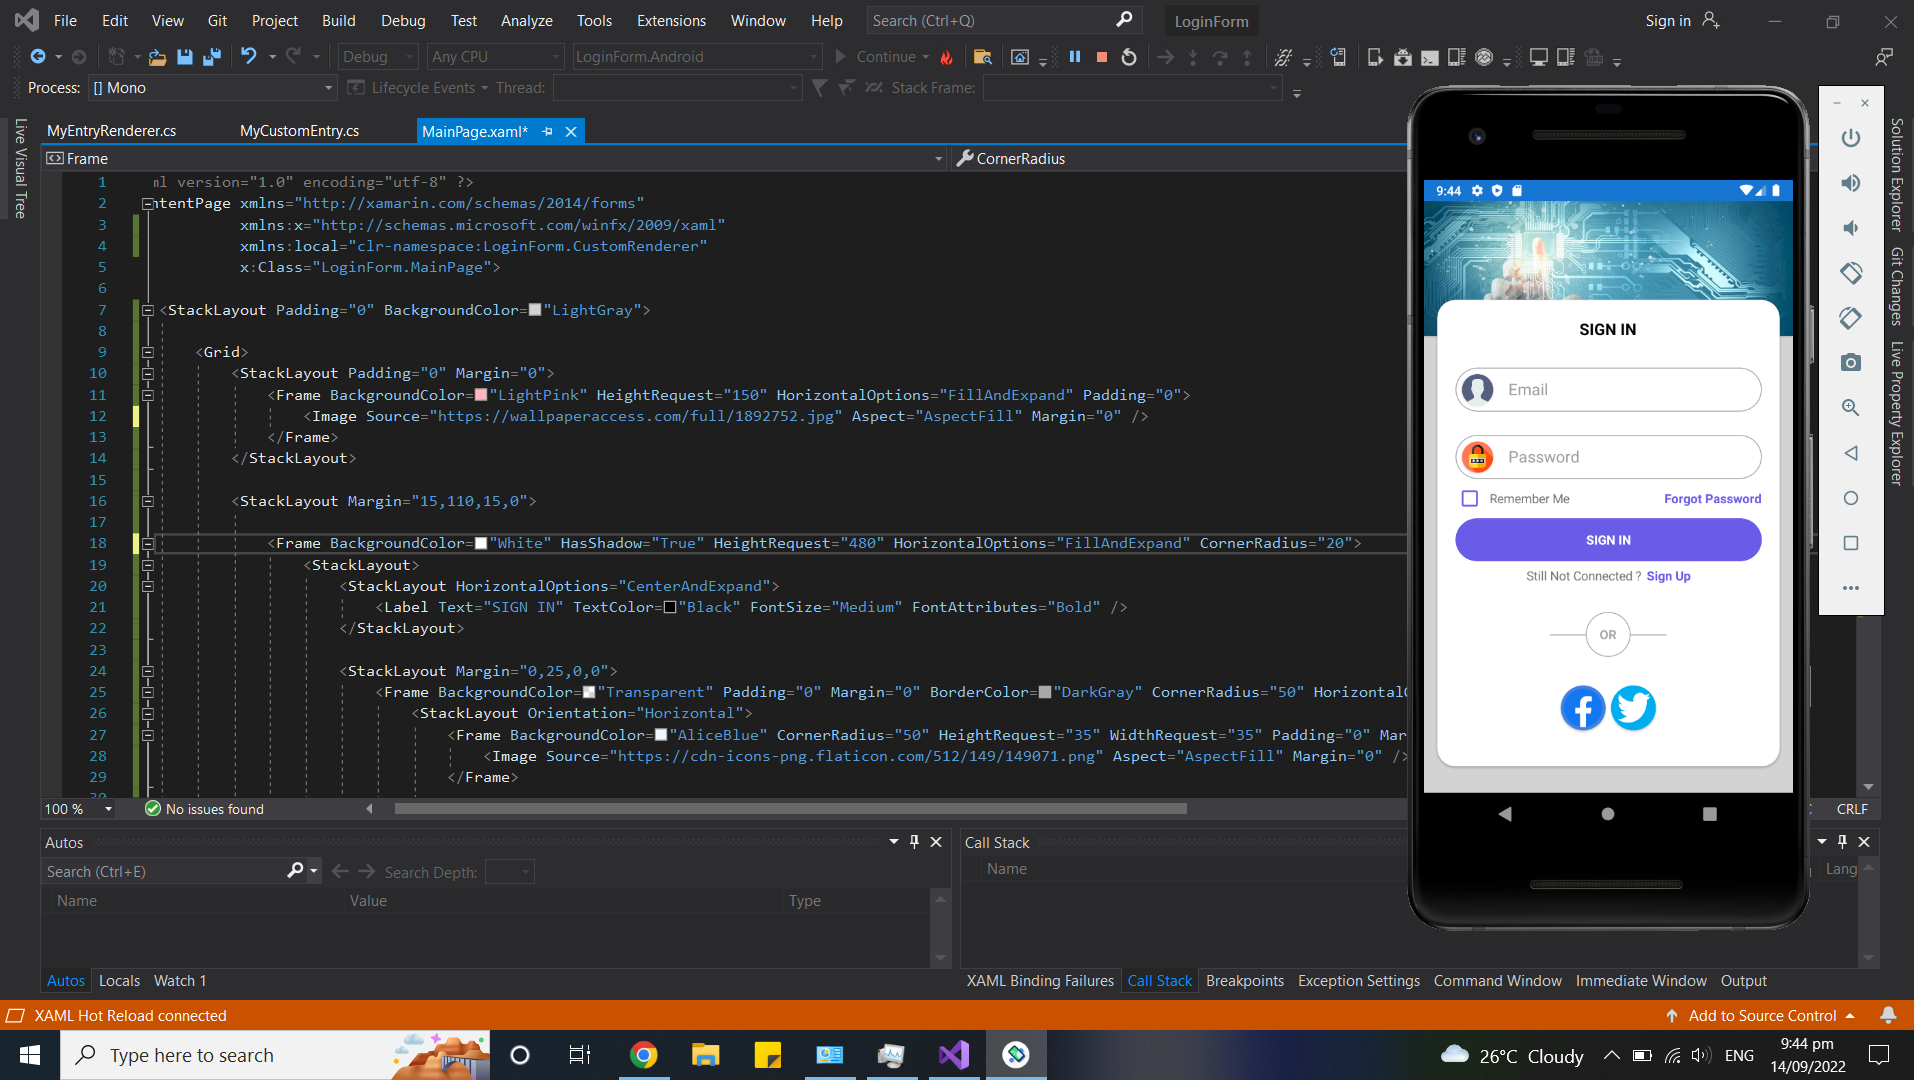 File Edit View Git Project Build Debug Test Analyze Tools Extensions Window Help Search (Ctrl+Q) LoginForm Sign in
Debug Any CPU LoginForm.Android Continue
Process: [] Mono Lifecycle Events Thread: Stack Frame:
Live Visual Tree
MyEntryRenderer.cs MyCustomEntry.cs MainPage.xaml*
Frame CornerRadius
1 ml version="1.0" encoding="utf-8" ?>
2 ntentPage xmlns="http://xamarin.com/schemas/2014/forms"
3 xmlns:x="http://schemas.microsoft.com/winfx/2009/xaml"
4 xmlns:local="clr-namespace:LoginForm.CustomRenderer"
5 x:Class="LoginForm.MainPage">
6
7 <StackLayout Padding="0" BackgroundColor="LightGray">
8
9 <Grid>
10 <StackLayout Padding="0" Margin="0">
11 <Frame BackgroundColor="LightPink" HeightRequest="150" HorizontalOptions="FillAndExpand" Padding="0">
12 <Image Source="https://wallpaperaccess.com/full/1892752.jpg" Aspect="AspectFill" Margin="0" />
13 </Frame>
14 </StackLayout>
15
16 <StackLayout Margin="15,110,15,0">
17
18 <Frame BackgroundColor="White" HasShadow="True" HeightRequest="480" HorizontalOptions="FillAndExpand" CornerRadius="20">
19 <StackLayout>
20 <StackLayout HorizontalOptions="CenterAndExpand">
21 <Label Text="SIGN IN" TextColor="Black" FontSize="Medium" FontAttributes="Bold" />
22 </StackLayout>
23
24 <StackLayout Margin="0,25,0,0">
25 <Frame BackgroundColor="Transparent" Padding="0" Margin="0" BorderColor="DarkGray" CornerRadius="50" Horizontal
26 <StackLayout Orientation="Horizontal">
27 <Frame BackgroundColor="AliceBlue" CornerRadius="50" HeightRequest="35" WidthRequest="35" Padding="0" Mar
28 <Image Source="https://cdn-icons-png.flaticon.com/512/149/149071.png" Aspect="AspectFill" Margin="0" />
29 </Frame>
30
100 % No issues found CRLF
9:44
SIGN IN
Email
Password
Remember Me Forgot Password
SIGN IN
Still Not Connected ? Sign Up
OR
Solution Explorer
Git Changes
Live Property Explorer
Autos
Search (Ctrl+E) Search Depth:
Name Value Type
Autos Locals Watch 1
Call Stack
Name Lang
XAML Binding Failures Call Stack Breakpoints Exception Settings Command Window Immediate Window Output
XAML Hot Reload connected Add to Source Control
Type here to search 26°C Cloudy ENG 9:44 pm
14/09/2022